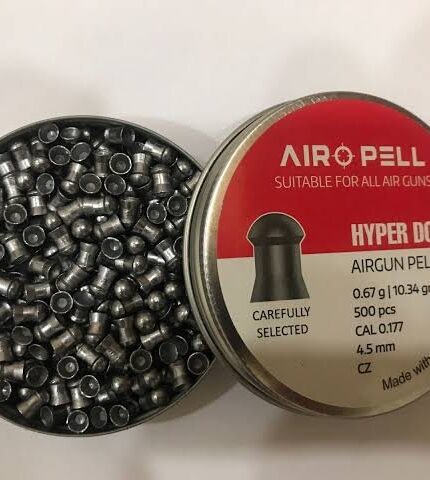 AIR PELL
SUITABLE FOR ALL AIR GUNS
HYPER DO
AIRGUN PEL
CAREFULLY
SELECTED
0.67 g | 10.34 gr
500 pcs
CAL 0.177
4.5 mm
CZ
Made with